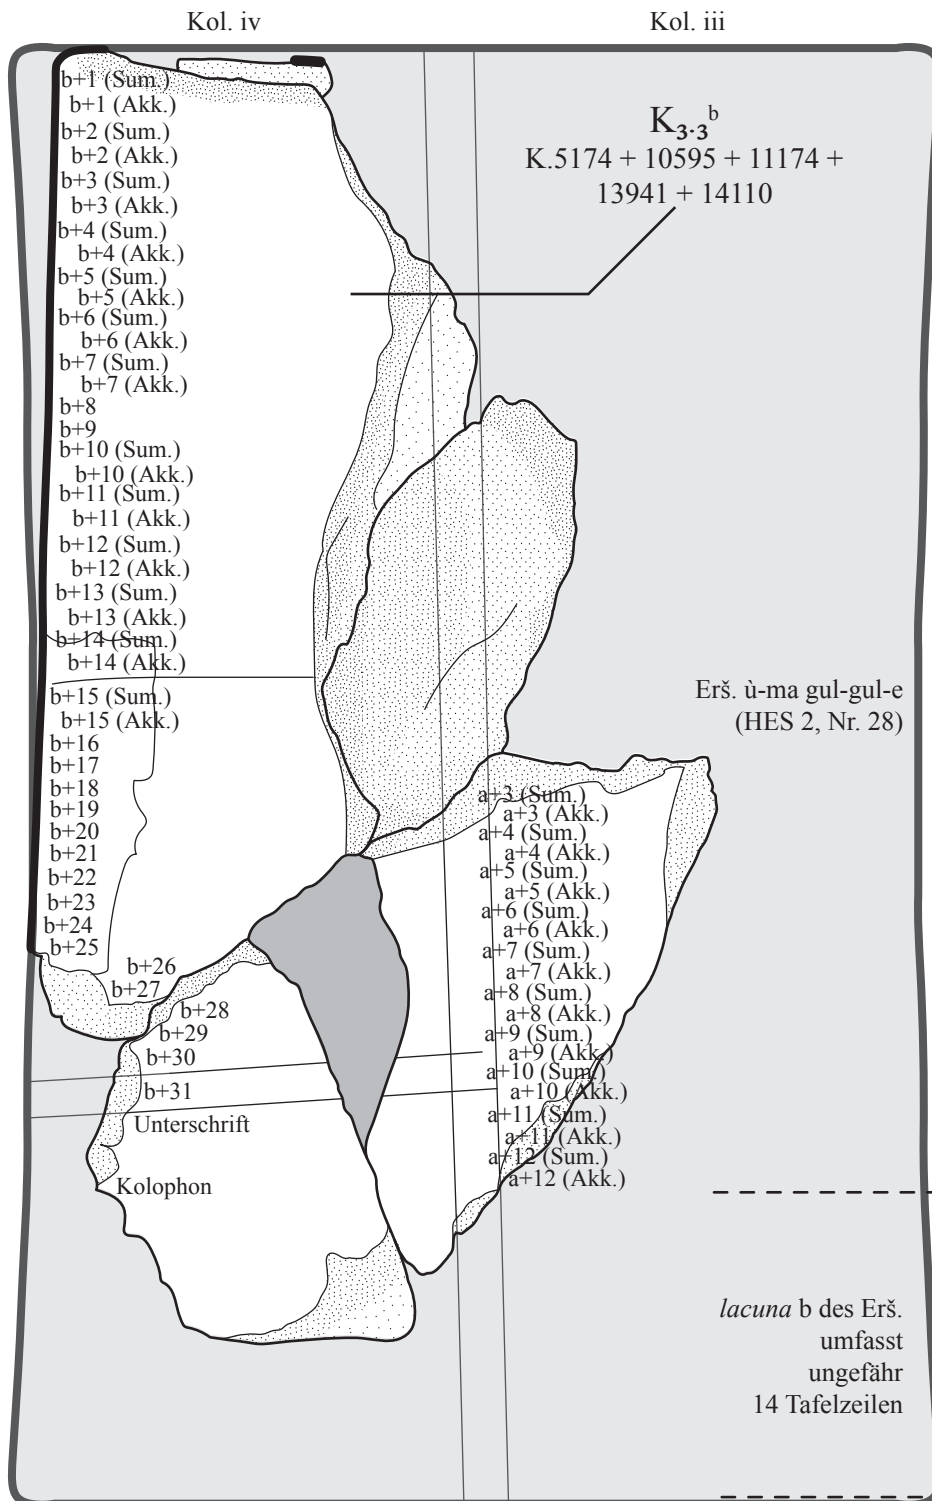 Kol. iv
Kol. iii
b+1 (Sum.)
b+1 (Akk.)
b+2 (Sum.)
b+2 (Akk.)
b+3 (Sum.)
b+3 (Akk.)
b+4 (Sum.)
b+4 (Akk.)
b+5 (Sum.)
b+5 (Akk.)
b+6 (Sum.)
b+6 (Akk.)
b+7 (Sum.)
b+7 (Akk.)
b+8
b+9
b+10 (Sum.)
b+10 (Akk.)
b+11 (Sum.)
b+11 (Akk.)
b+12 (Sum.)
b+12 (Akk.)
b+13 (Sum.)
b+13 (Akk.)
b+14 (Sum.)
b+14 (Akk.)
b+15 (Sum.)
b+15 (Akk.)
b+16
b+17
b+18
b+19
b+20
b+21
b+22
b+23
b+24
b+25
b+26
b+27
b+28
b+29
b+30
b+31
Unterschrift
Kolophon
K3.3b
K.5174 + 10595 + 11174 +
13941 + 14110
Erš. ù-ma gul-gul-e
(HES 2, Nr. 28)
a+3 (Sum.)
a+3 (Akk.)
a+4 (Sum.)
a+4 (Akk.)
a+5 (Sum.)
a+5 (Akk.)
a+6 (Sum.)
a+6 (Akk.)
a+7 (Sum.)
a+7 (Akk.)
a+8 (Sum.)
a+8 (Akk.)
a+9 (Sum.)
a+9 (Akk.)
a+10 (Sum.)
a+10 (Akk.)
a+11 (Sum.)
a+11 (Akk.)
a+12 (Sum.)
a+12 (Akk.)
lacuna b des Erš.
umfasst
ungefähr
14 Tafelzeilen